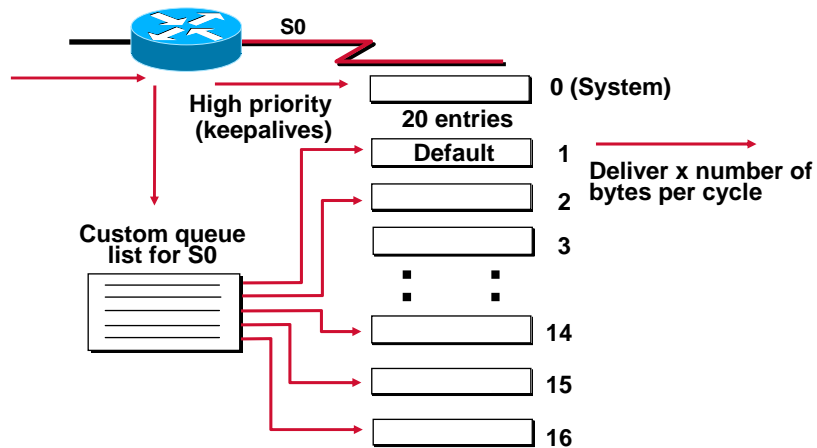 S0
0 (System)
High priority
(keepalives)
20 entries
Default
1
Deliver x number of
bytes per cycle
2
Custom queue
list for S0
3
14
15
16